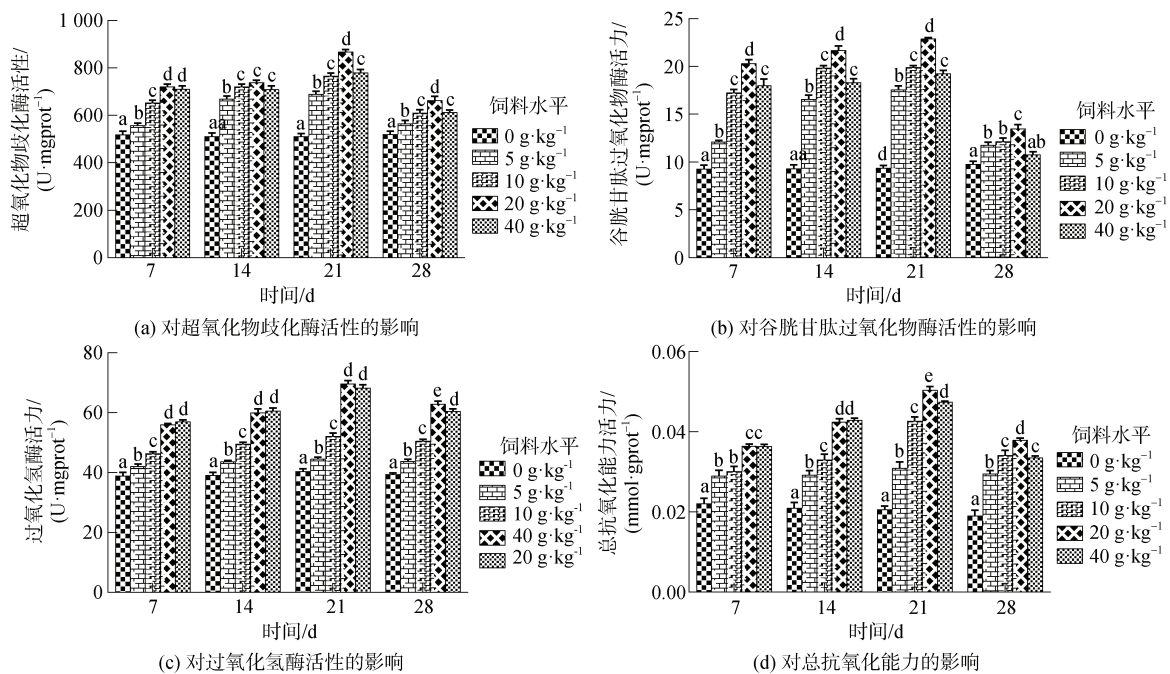 1 000
800
600
400
200
0
超氧化物歧化酶活性/
(U·mgprot⁻¹)
a b b d d
a a b c c c
a b c d c
a b c d c
7 14 21 28
时间/d
饲料水平
0 g·kg⁻¹
5 g·kg⁻¹
10 g·kg⁻¹
20 g·kg⁻¹
40 g·kg⁻¹
(a) 对超氧化物歧化酶活性的影响
25
20
15
10
5
0
谷胱甘肽过氧化物酶活力/
(U·mgprot⁻¹)
a b c d c
aa b c d c
d b c d c
a b b c ab
7 14 21 28
时间/d
饲料水平
0 g·kg⁻¹
5 g·kg⁻¹
10 g·kg⁻¹
20 g·kg⁻¹
40 g·kg⁻¹
(b) 对谷胱甘肽过氧化物酶活性的影响
80
60
40
20
0
过氧化氢酶活力/
(U·mgprot⁻¹)
a b c d d
a b c d d
a b c d d
a b c e d
7 14 21 28
时间/d
饲料水平
0 g·kg⁻¹
5 g·kg⁻¹
10 g·kg⁻¹
40 g·kg⁻¹
20 g·kg⁻¹
(c) 对过氧化氢酶活性的影响
0.06
0.04
0.02
0.00
总抗氧化能力活力/
(mmol·gprot⁻¹)
a b b cc
a b c dd
a b c e d
a b c d c
7 14 21 28
时间/d
饲料水平
0 g·kg⁻¹
5 g·kg⁻¹
10 g·kg⁻¹
20 g·kg⁻¹
40 g·kg⁻¹
(d) 对总抗氧化能力的影响